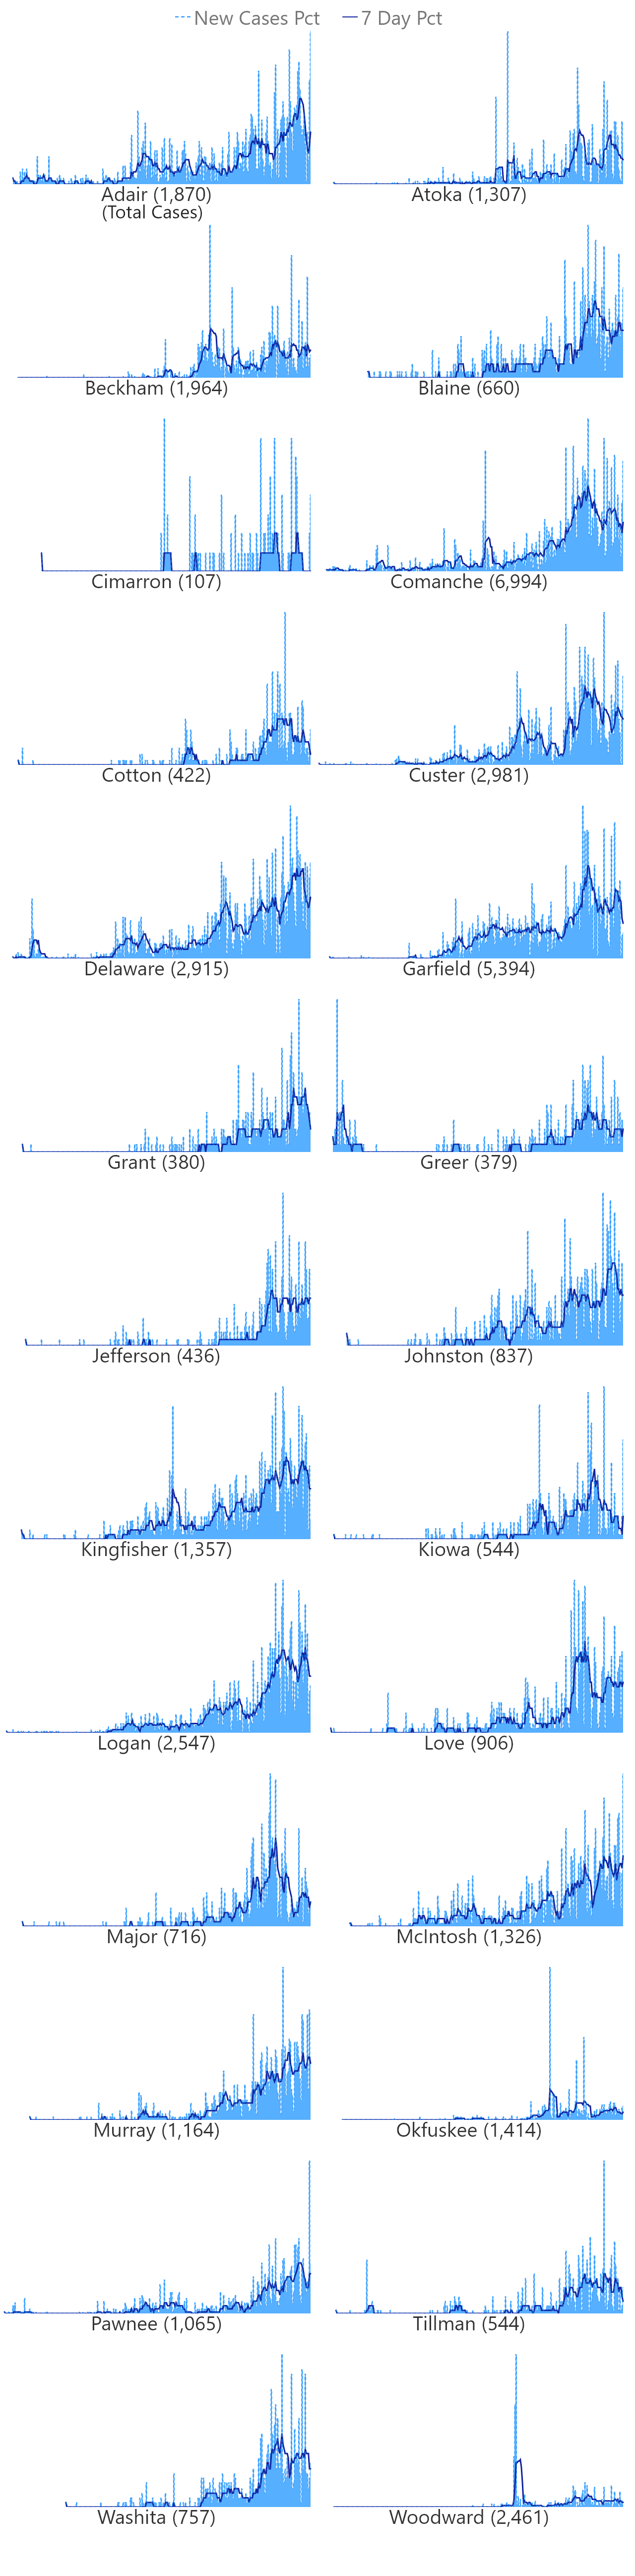 New Cases Pct 7 Day Pct
Adair (1,870) Atoka (1,307)
(Total Cases)
Beckham (1,964) Blaine (660)
Cimarron (107) Comanche (6,994)
Cotton (422) Custer (2,981)
Delaware (2,915) Garfield (5,394)
Grant (380) Greer (379)
Jefferson (436) Johnston (837)
Kingfisher (1,357) Kiowa (544)
Logan (2,547) Love (906)
Major (716) McIntosh (1,326)
Murray (1,164) Okfuskee (1,414)
Pawnee (1,065) Tillman (544)
Washita (757) Woodward (2,461)